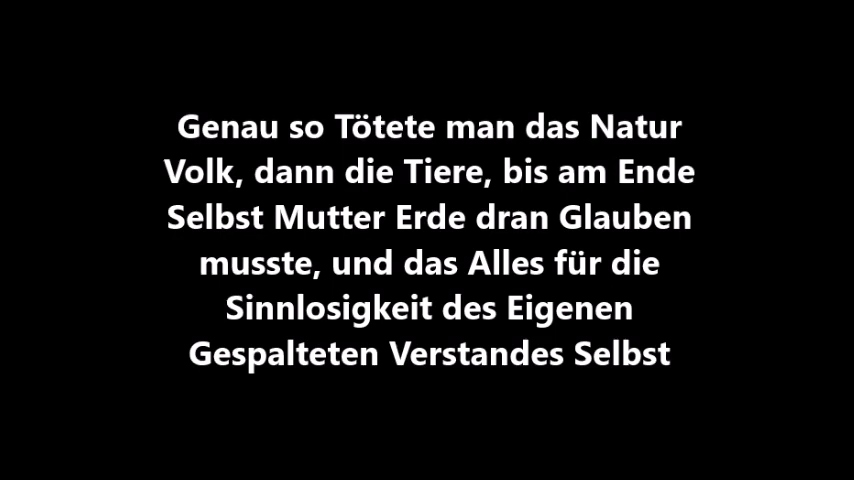 Genau so Tötete man das Natur
Volk, dann die Tiere, bis am Ende
Selbst Mutter Erde dran Glauben
musste, und das Alles für die
Sinnlosigkeit des Eigenen
Gespalteten Verstandes Selbst